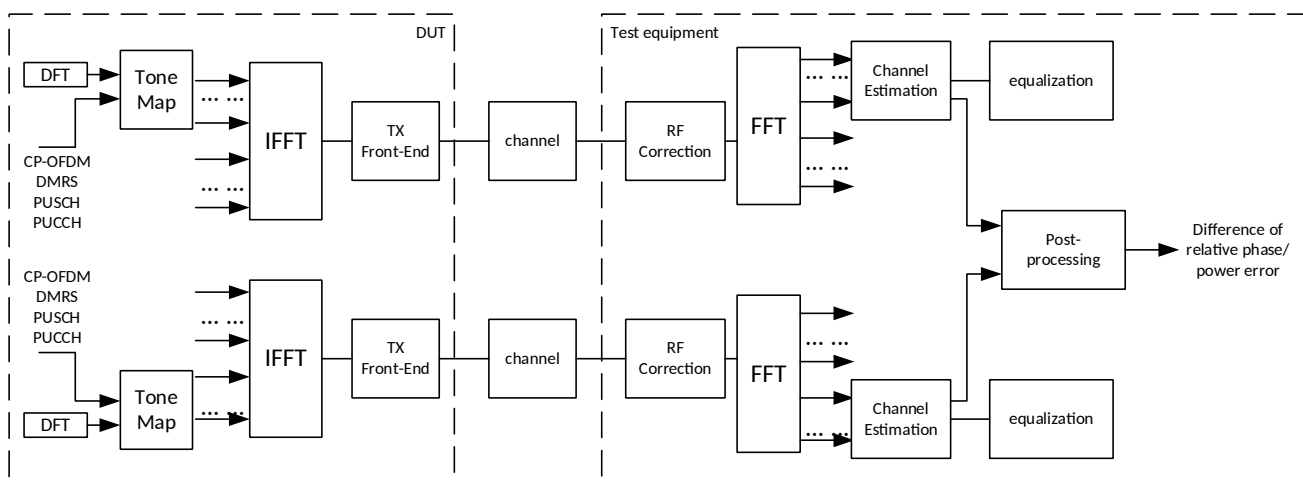 DUT
Test equipment
DFT
Tone
Map
... ...
... ...
CP-OFDM
DMRS
PUSCH
PUCCH
IFFT
TX
Front-End
channel
RF
Correction
FFT
... ...
... ...
Channel
Estimation
equalization
Post-
processing
Difference of
relative phase/
power error
CP-OFDM
DMRS
PUSCH
PUCCH
DFT
Tone
Map
... ...
... ...
IFFT
TX
Front-End
channel
RF
Correction
FFT
... ...
... ...
Channel
Estimation
equalization